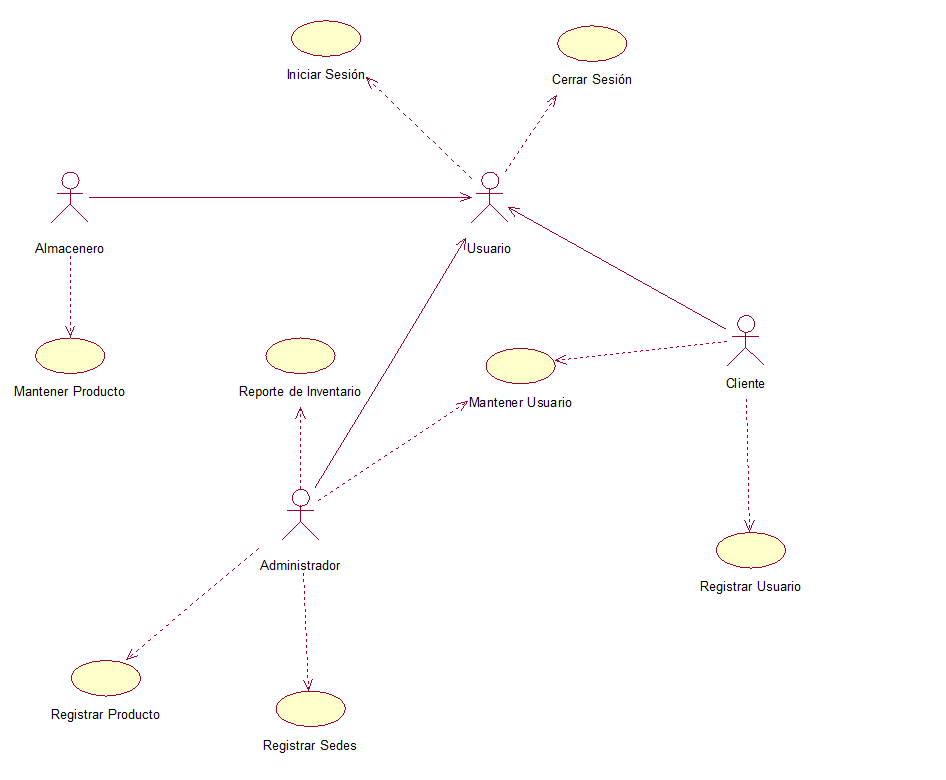 Iniciar Sesión
Cerrar Sesión
Almacenero
Usuario
Cliente
Mantener Producto
Reporte de Inventario
Mantener Usuario
Administrador
Registrar Usuario
Registrar Producto
Registrar Sedes